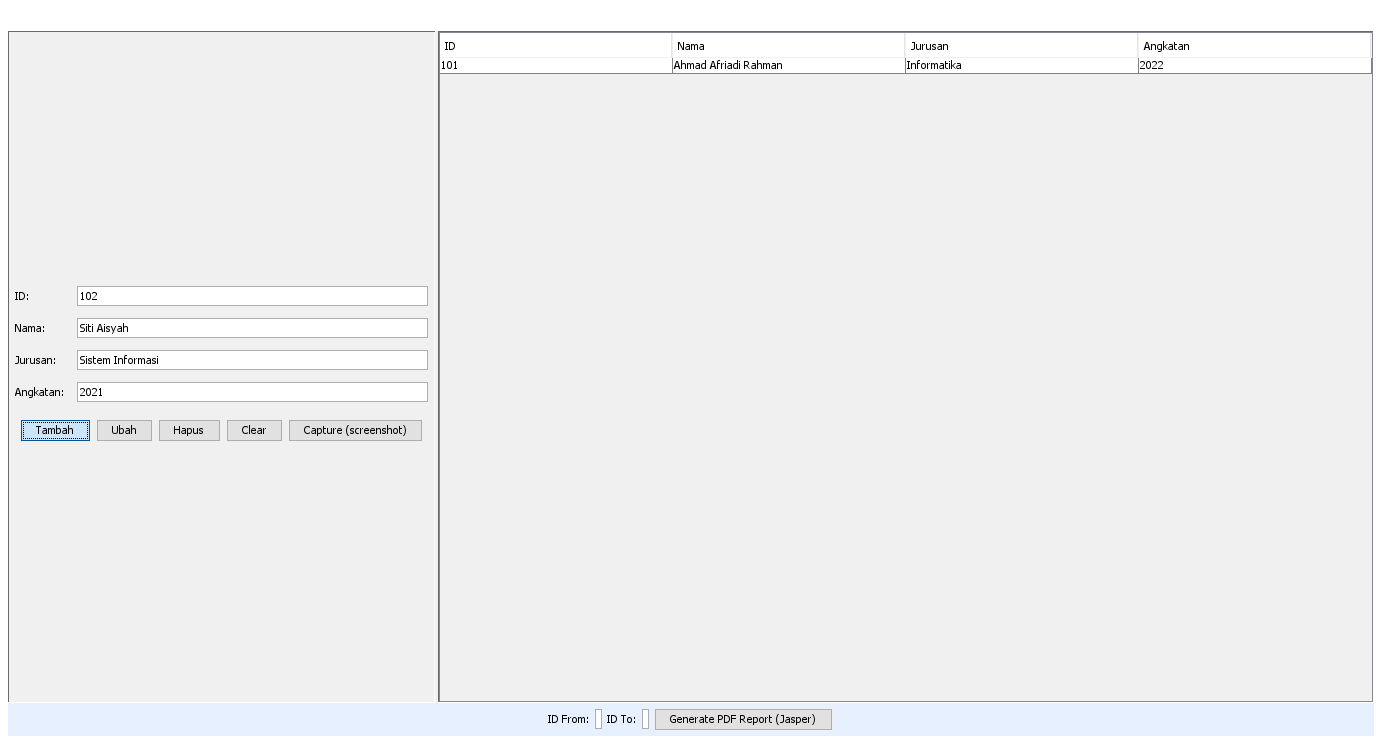 ID Nama Jurusan Angkatan
101 Ahmad Afriadi Rahman Informatika 2022
ID: 102
Nama: Siti Aisyah
Jurusan: Sistem Informasi
Angkatan: 2021
Tambah Ubah Hapus Clear Capture (screenshot)
ID From: ID To: Generate PDF Report (Jasper)